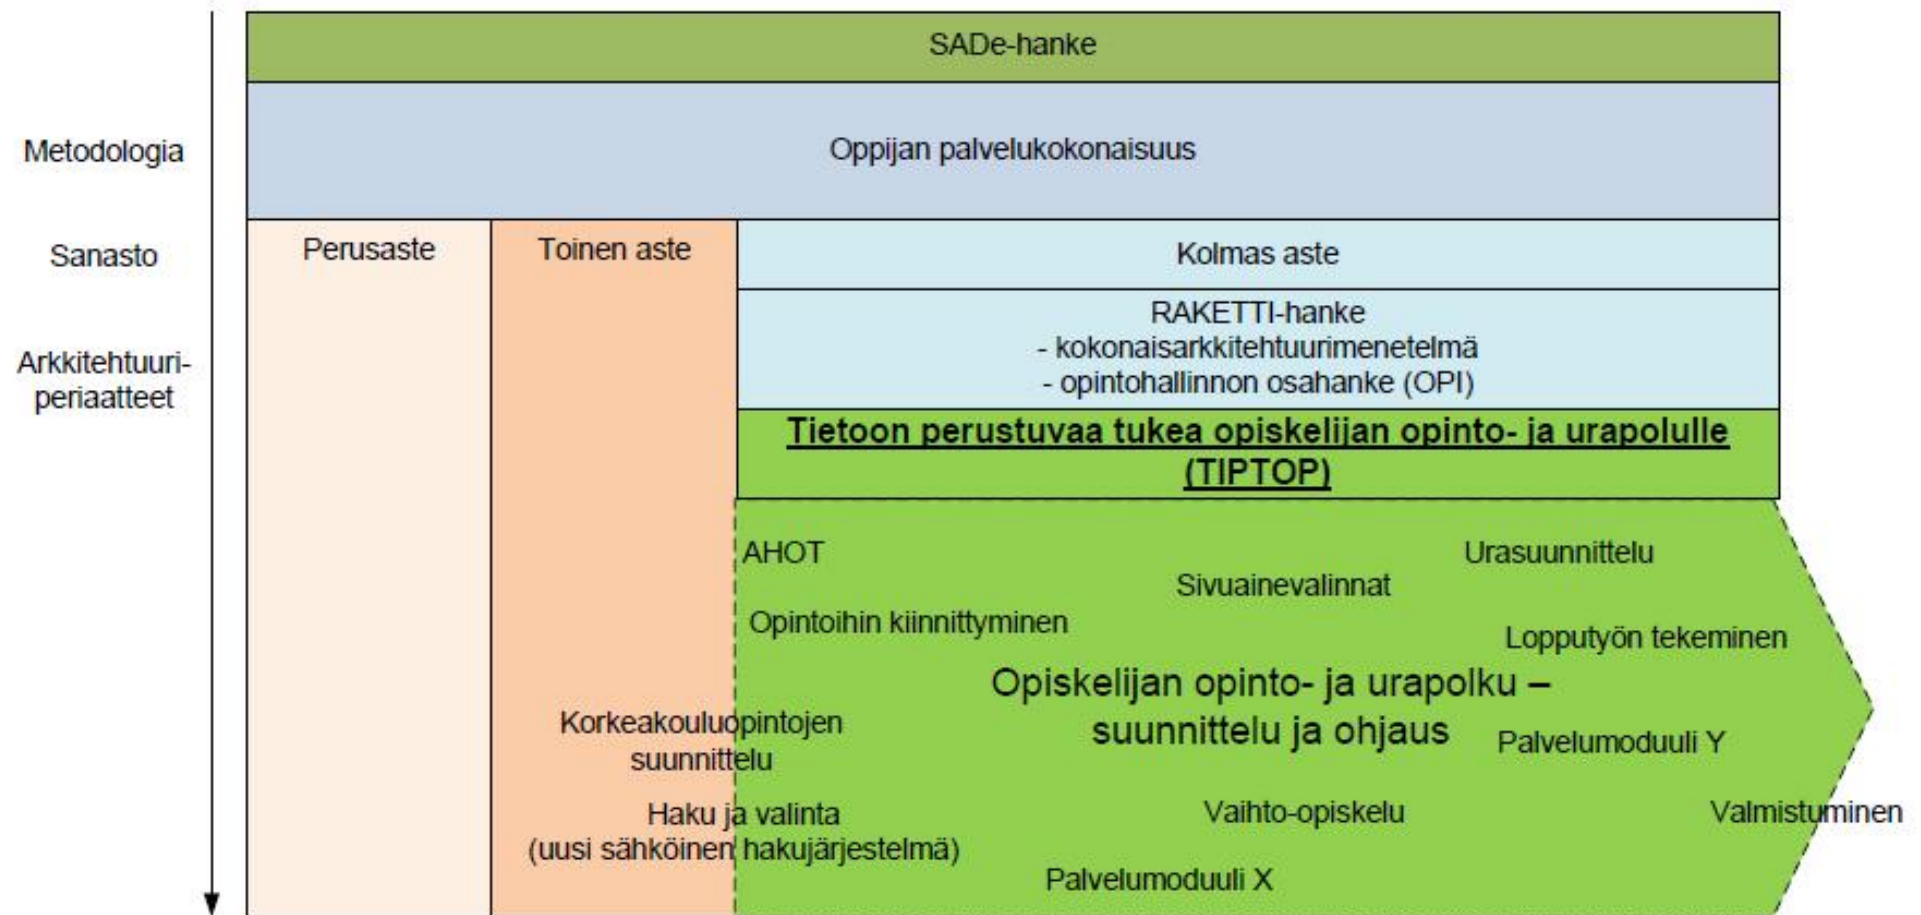 SADe-hanke
Metodologia
Oppijan palvelukokonaisuus
Sanasto
Perusaste
Toinen aste
Kolmas aste
Arkkitehtuuri-
periaatteet
RAKETTI-hanke
- kokonaisarkkitehtuurimenetelmä
- opintohallinnon osahanke (OPI)
Tietoon perustuvaa tukea opiskelijan opinto- ja urapolulle
(TIPTOP)
AHOT
Urasuunnittelu
Sivuainevalinnat
Opintoihin kiinnittyminen
Lopputyön tekeminen
Opiskelijan opinto- ja urapolku –
suunnittelu ja ohjaus
Korkeakouluopintojen
suunnittelu
Palvelumoduuli Y
Haku ja valinta
(uusi sähköinen hakujärjestelmä)
Vaihto-opiskelu
Valmistuminen
Palvelumoduuli X